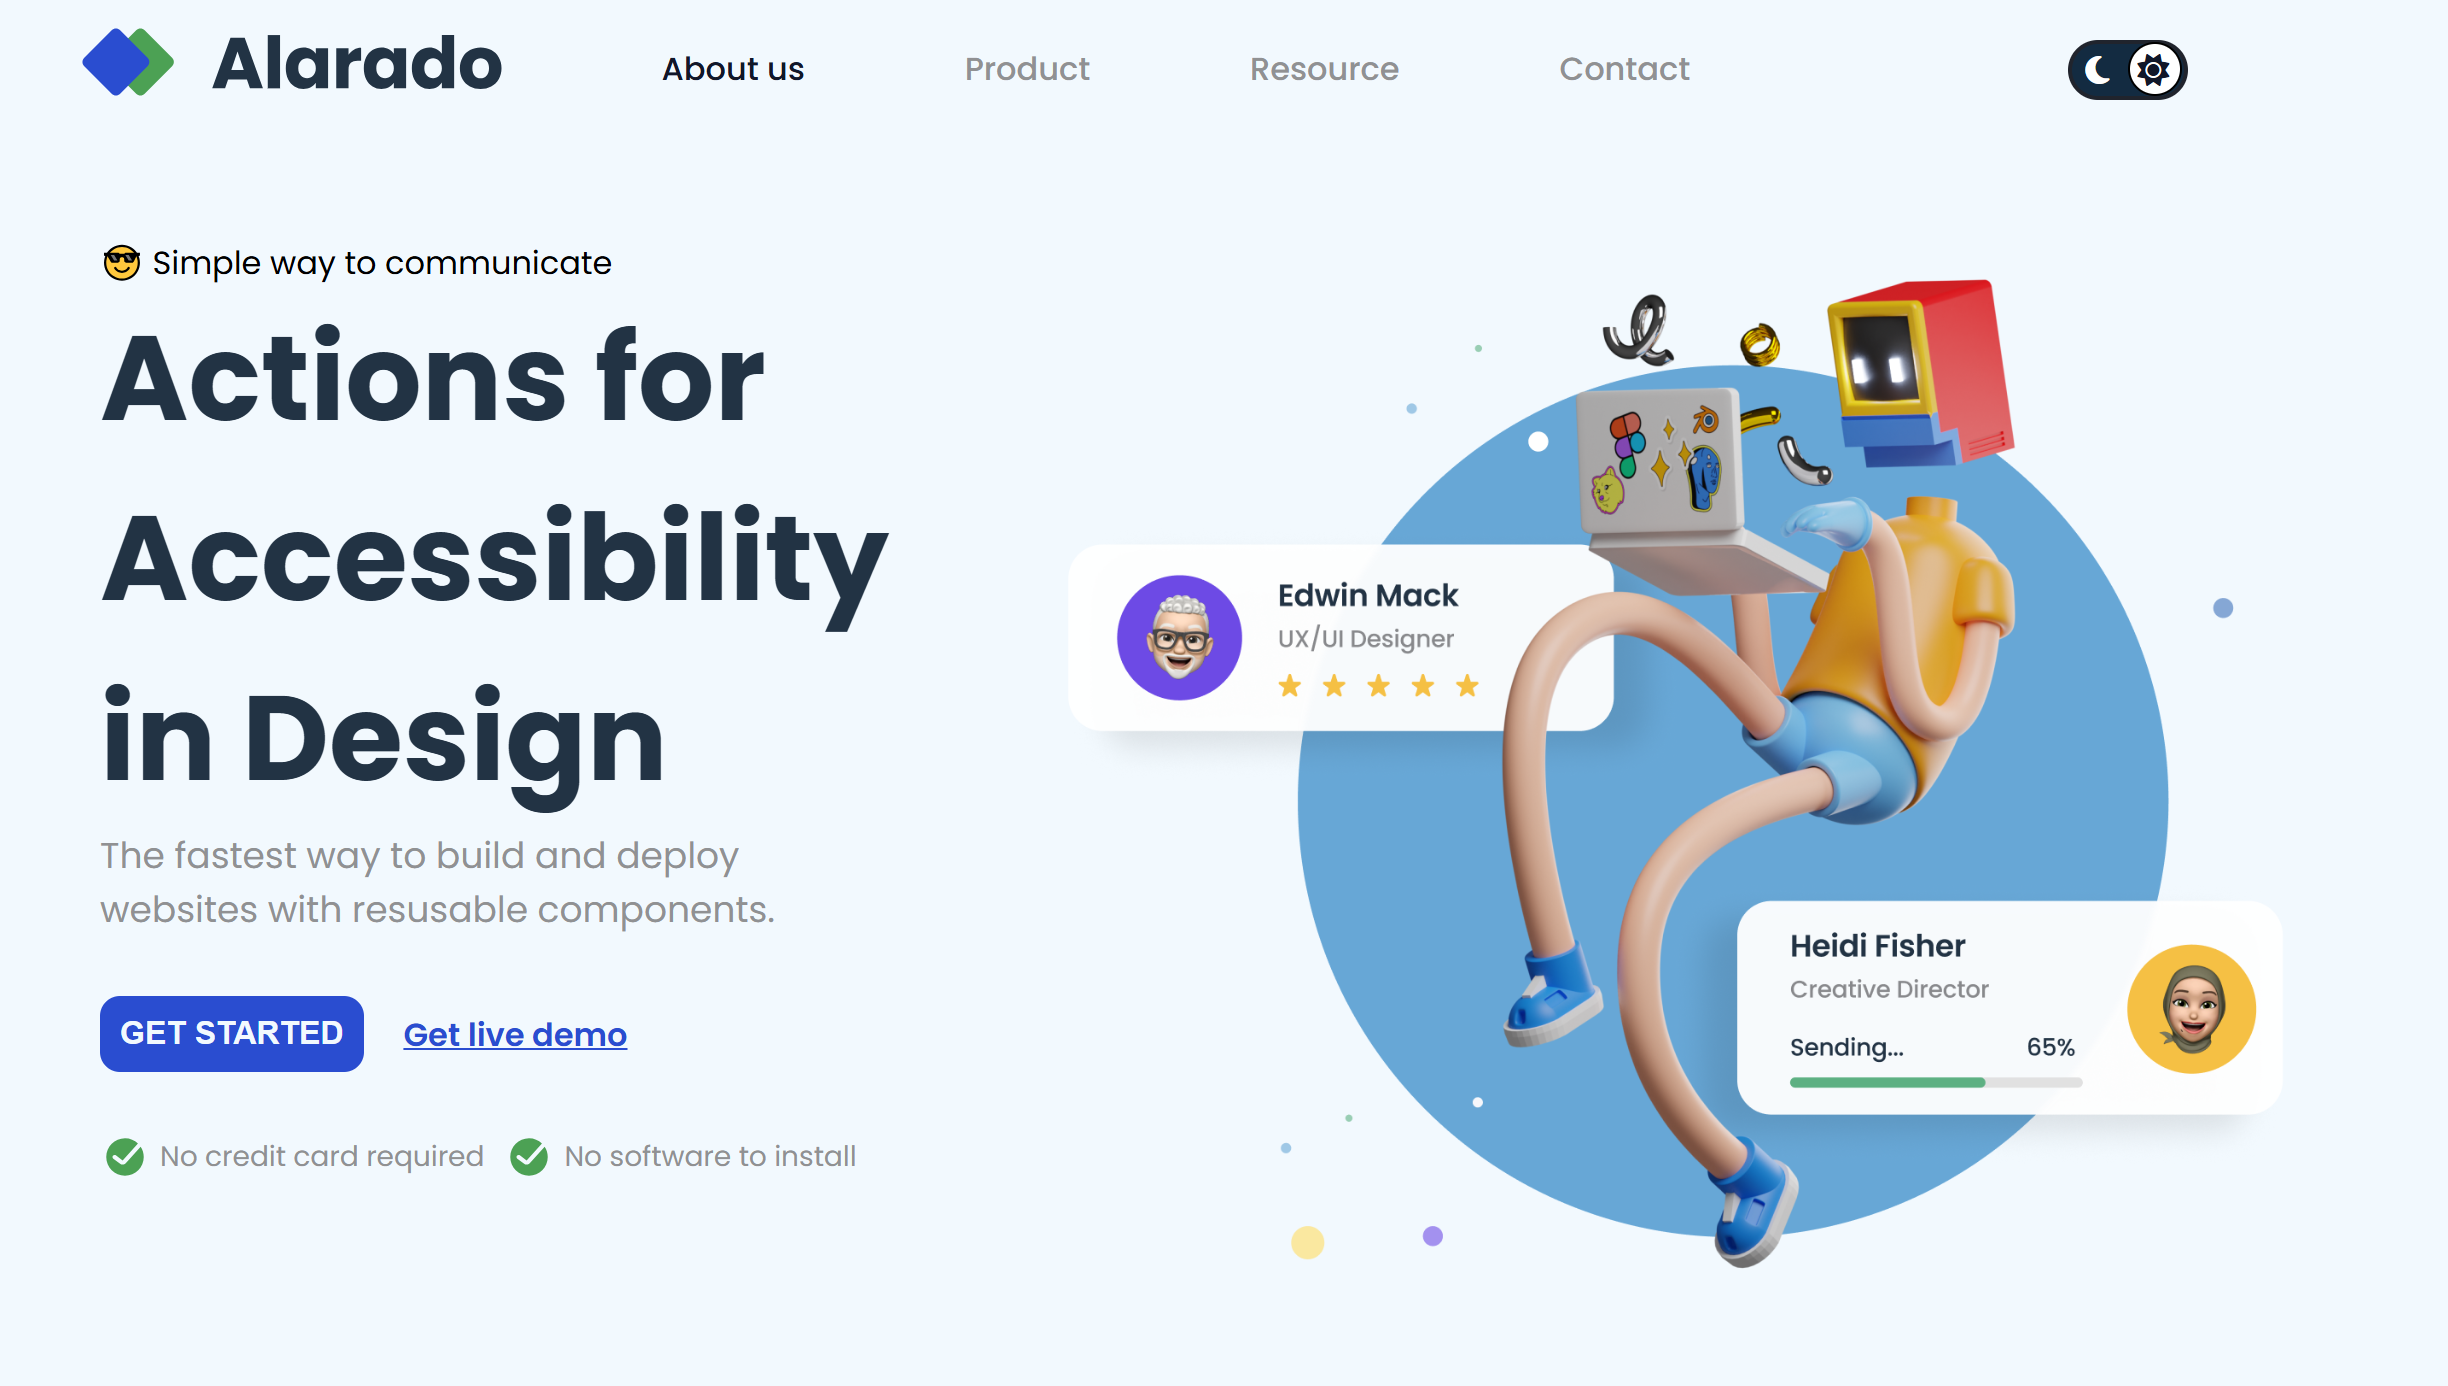 Alarado
About us
Product
Resource
Contact
😎 Simple way to communicate
Actions for
Accessibility
in Design
The fastest way to build and deploy
websites with resusable components.
GET STARTED
Get live demo
No credit card required
No software to install
Edwin Mack
UX/UI Designer
Heidi Fisher
Creative Director
Sending...
65%